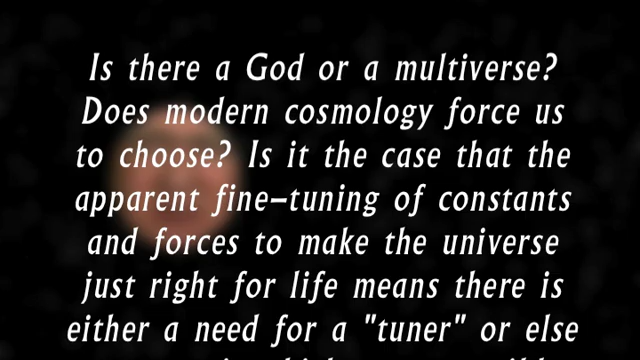 Is there a God or a multiverse?
Does modern cosmology force us
to choose? Is it the case that the
apparent fine-tuning of constants
and forces to make the universe
just right for life means there is
either a need for a "tuner" or else